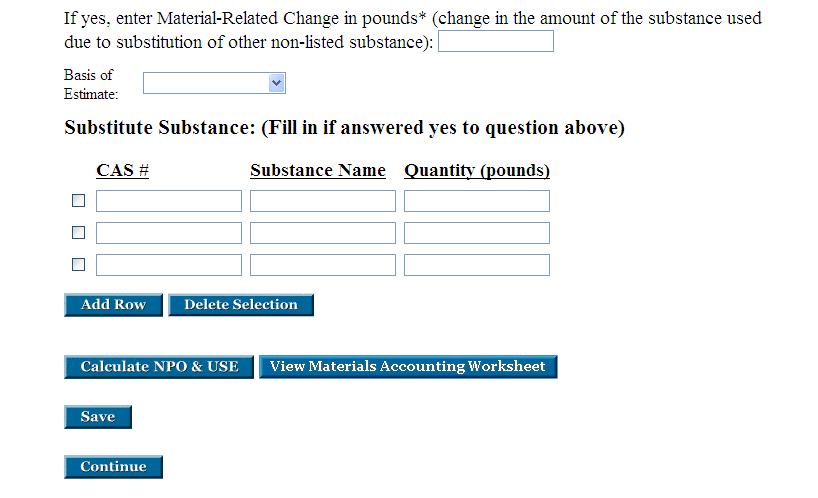 If yes, enter Material-Related Change in pounds* (change in the amount of the substance used
due to substitution of other non-listed substance):
Basis of
Estimate:
Substitute Substance: (Fill in if answered yes to question above)
CAS # Substance Name Quantity (pounds)
Add Row Delete Selection
Calculate NPO & USE View Materials Accounting Worksheet
Save
Continue